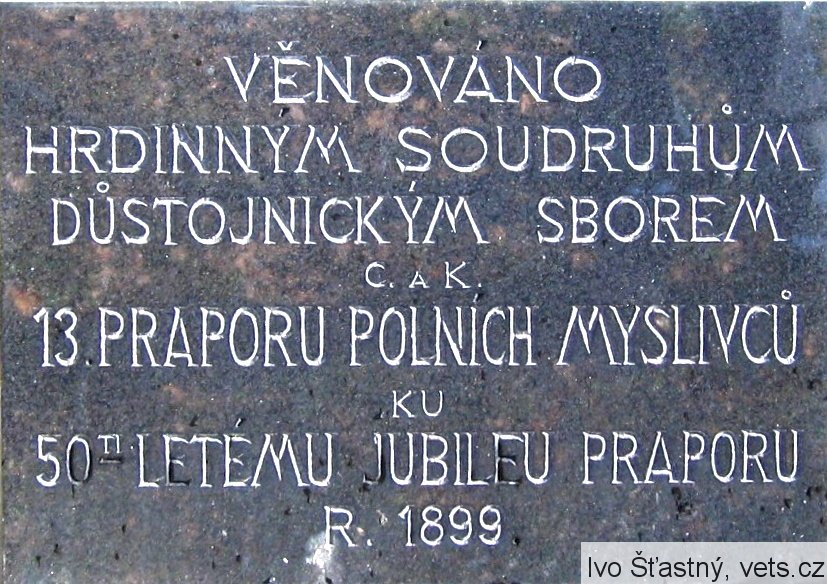 VĚNOVÁNO
HRDINNÝM SOUDRUHŮM
DŮSTOJNICKÝM SBOREM
C. A K.
13. PRAPORU POLNÍCH MYSLIVCŮ
KU
50TI LETÉMU JUBILEU PRAPORU
R. 1899
Ivo Šťastný, vets.cz